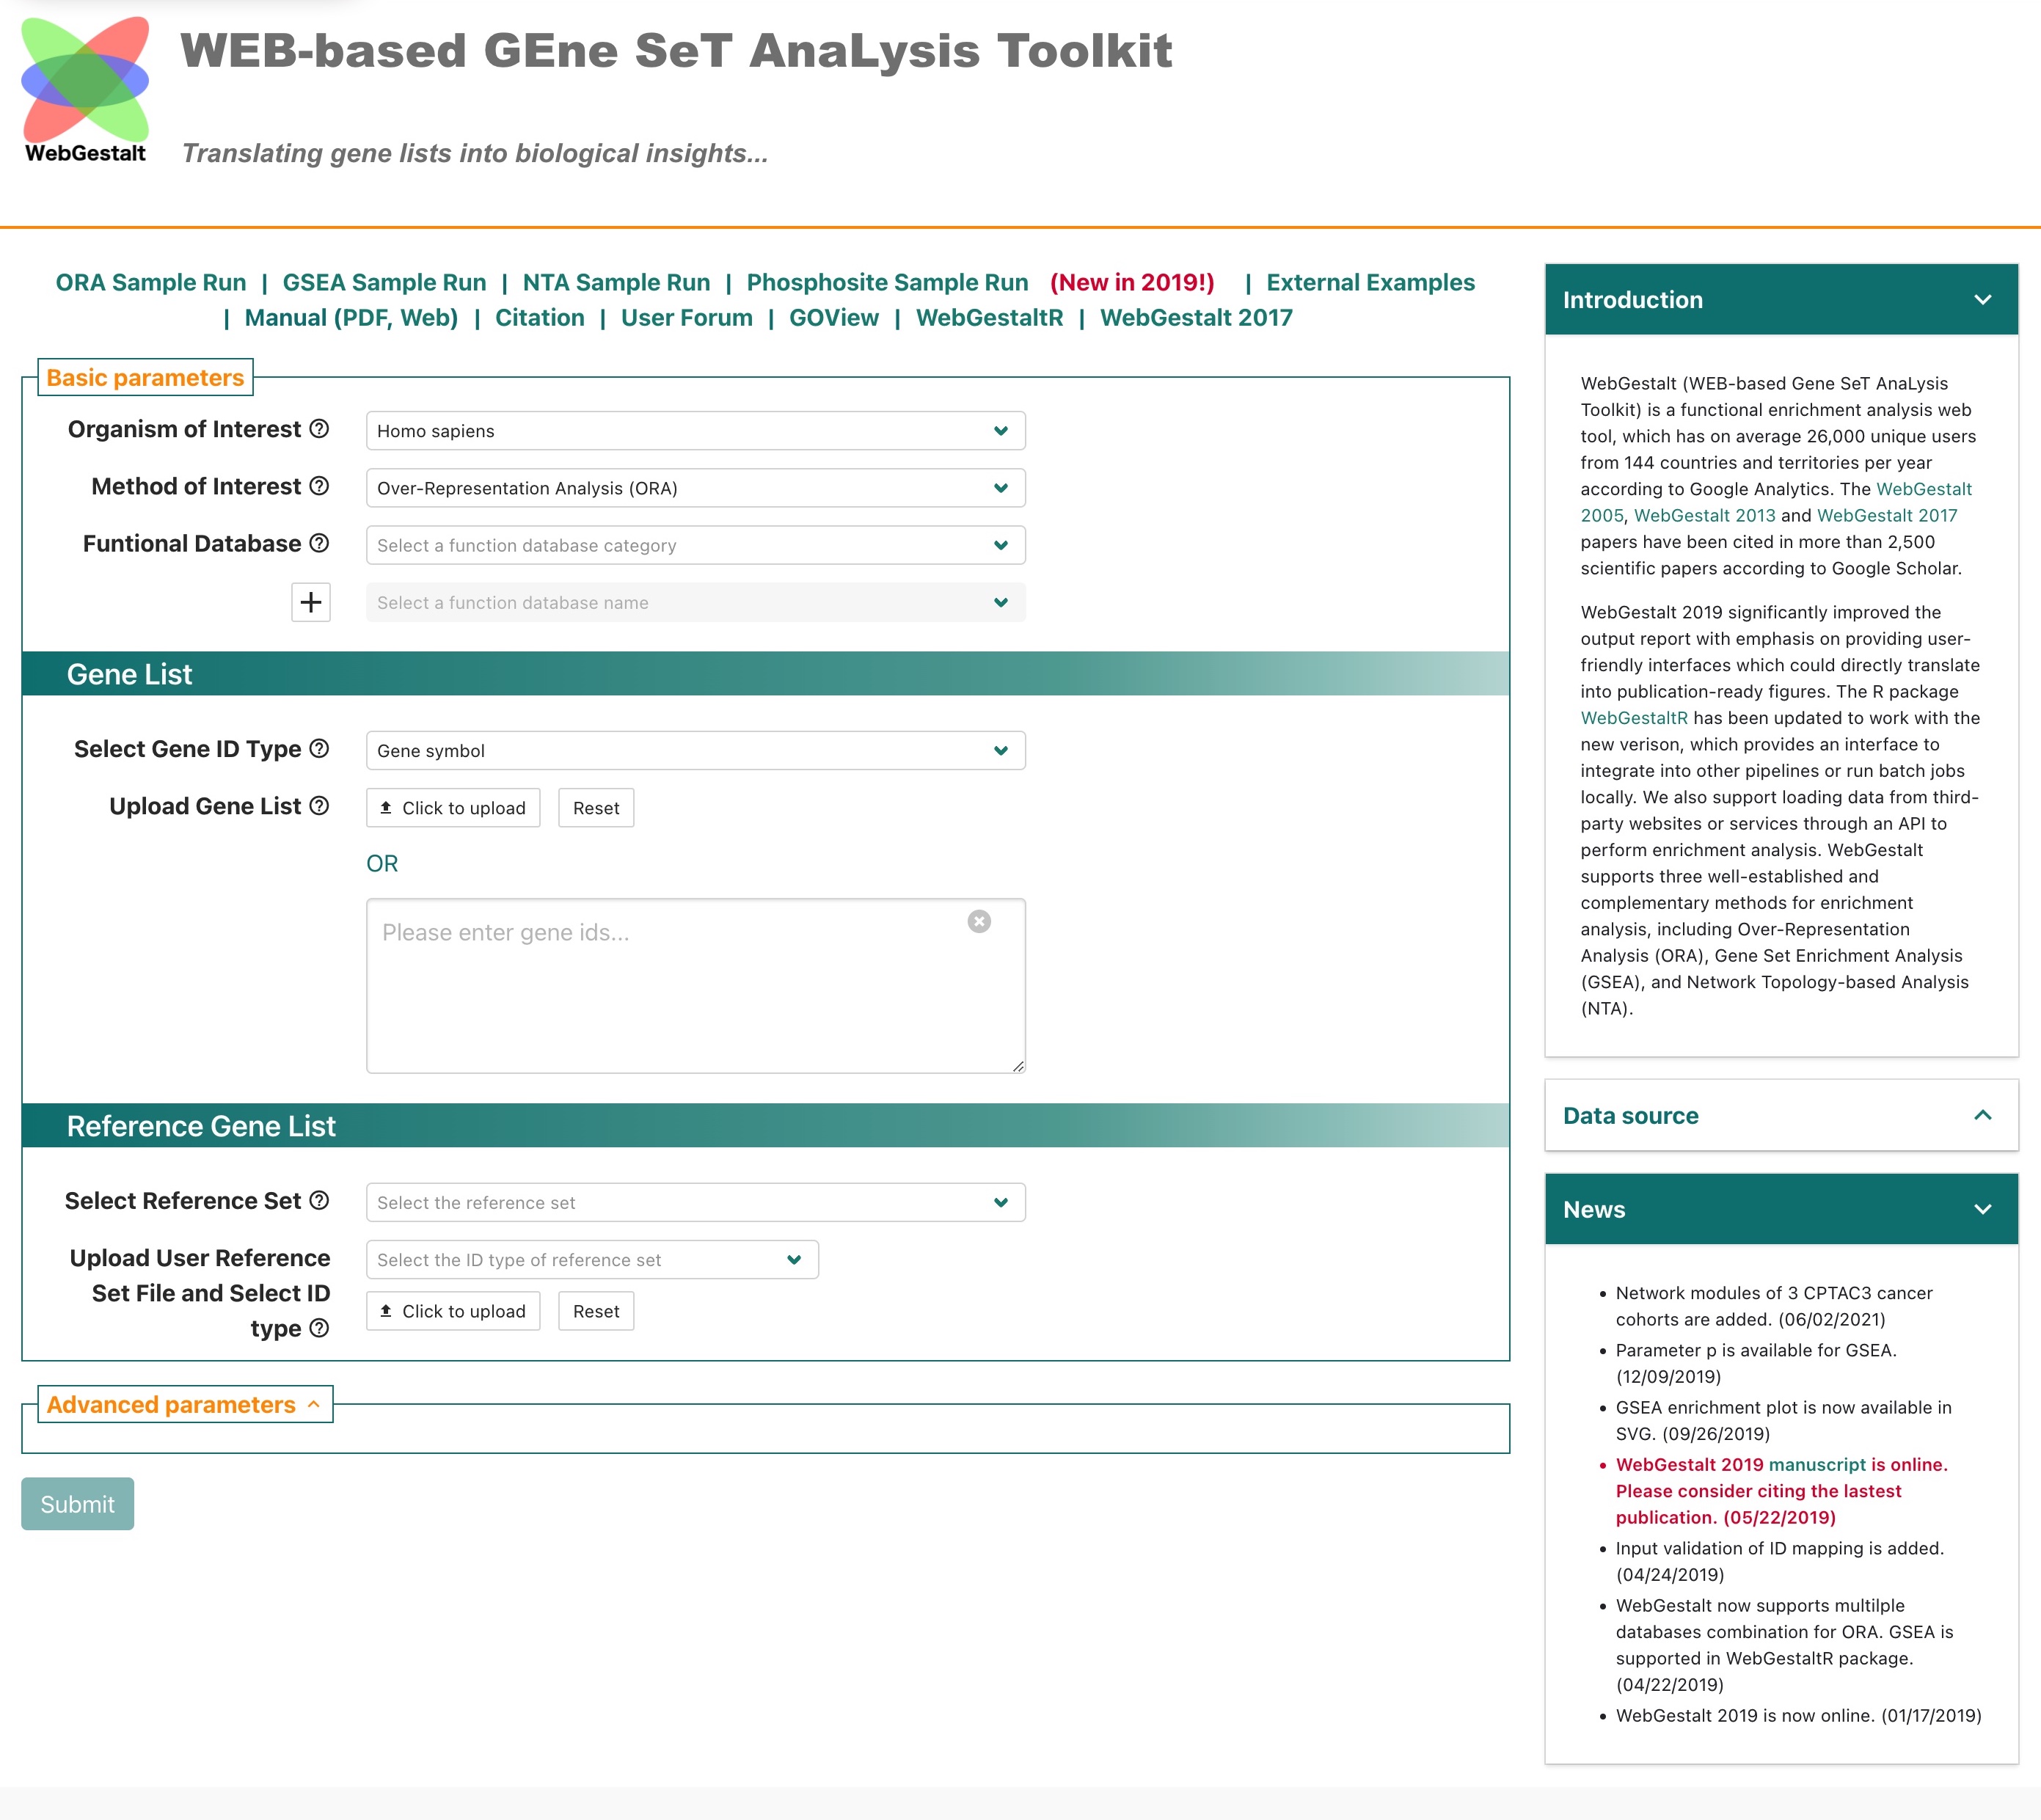 WEB-based GEne SeT AnaLysis Toolkit
WebGestalt
Translating gene lists into biological insights...
ORA Sample Run | GSEA Sample Run | NTA Sample Run | Phosphosite Sample Run (New in 2019!) | External Examples
| Manual (PDF, Web) | Citation | User Forum | GOView | WebGestaltR | WebGestalt 2017
Basic parameters
Organism of Interest
Homo sapiens
Method of Interest
Over-Representation Analysis (ORA)
Funtional Database
Select a function database category
Select a function database name
Gene List
Select Gene ID Type
Gene symbol
Upload Gene List
Click to upload
Reset
OR
Please enter gene ids...
Reference Gene List
Select Reference Set
Select the reference set
Upload User Reference
Set File and Select ID
type
Select the ID type of reference set
Click to upload
Reset
Advanced parameters
Submit
Introduction
WebGestalt (WEB-based Gene SeT AnaLysis
Toolkit) is a functional enrichment analysis web
tool, which has on average 26,000 unique users
from 144 countries and territories per year
according to Google Analytics. The WebGestalt
2005, WebGestalt 2013 and WebGestalt 2017
papers have been cited in more than 2,500
scientific papers according to Google Scholar.
WebGestalt 2019 significantly improved the
output report with emphasis on providing user-
friendly interfaces which could directly translate
into publication-ready figures. The R package
WebGestaltR has been updated to work with the
new verison, which provides an interface to
integrate into other pipelines or run batch jobs
locally. We also support loading data from third-
party websites or services through an API to
perform enrichment analysis. WebGestalt
supports three well-established and
complementary methods for enrichment
analysis, including Over-Representation
Analysis (ORA), Gene Set Enrichment Analysis
(GSEA), and Network Topology-based Analysis
(NTA).
Data source
News
• Network modules of 3 CPTAC3 cancer
cohorts are added. (06/02/2021)
• Parameter p is available for GSEA.
(12/09/2019)
• GSEA enrichment plot is now available in
SVG. (09/26/2019)
• WebGestalt 2019 manuscript is online.
Please consider citing the lastest
publication. (05/22/2019)
• Input validation of ID mapping is added.
(04/24/2019)
• WebGestalt now supports multilple
databases combination for ORA. GSEA is
supported in WebGestaltR package.
(04/22/2019)
• WebGestalt 2019 is now online. (01/17/2019)